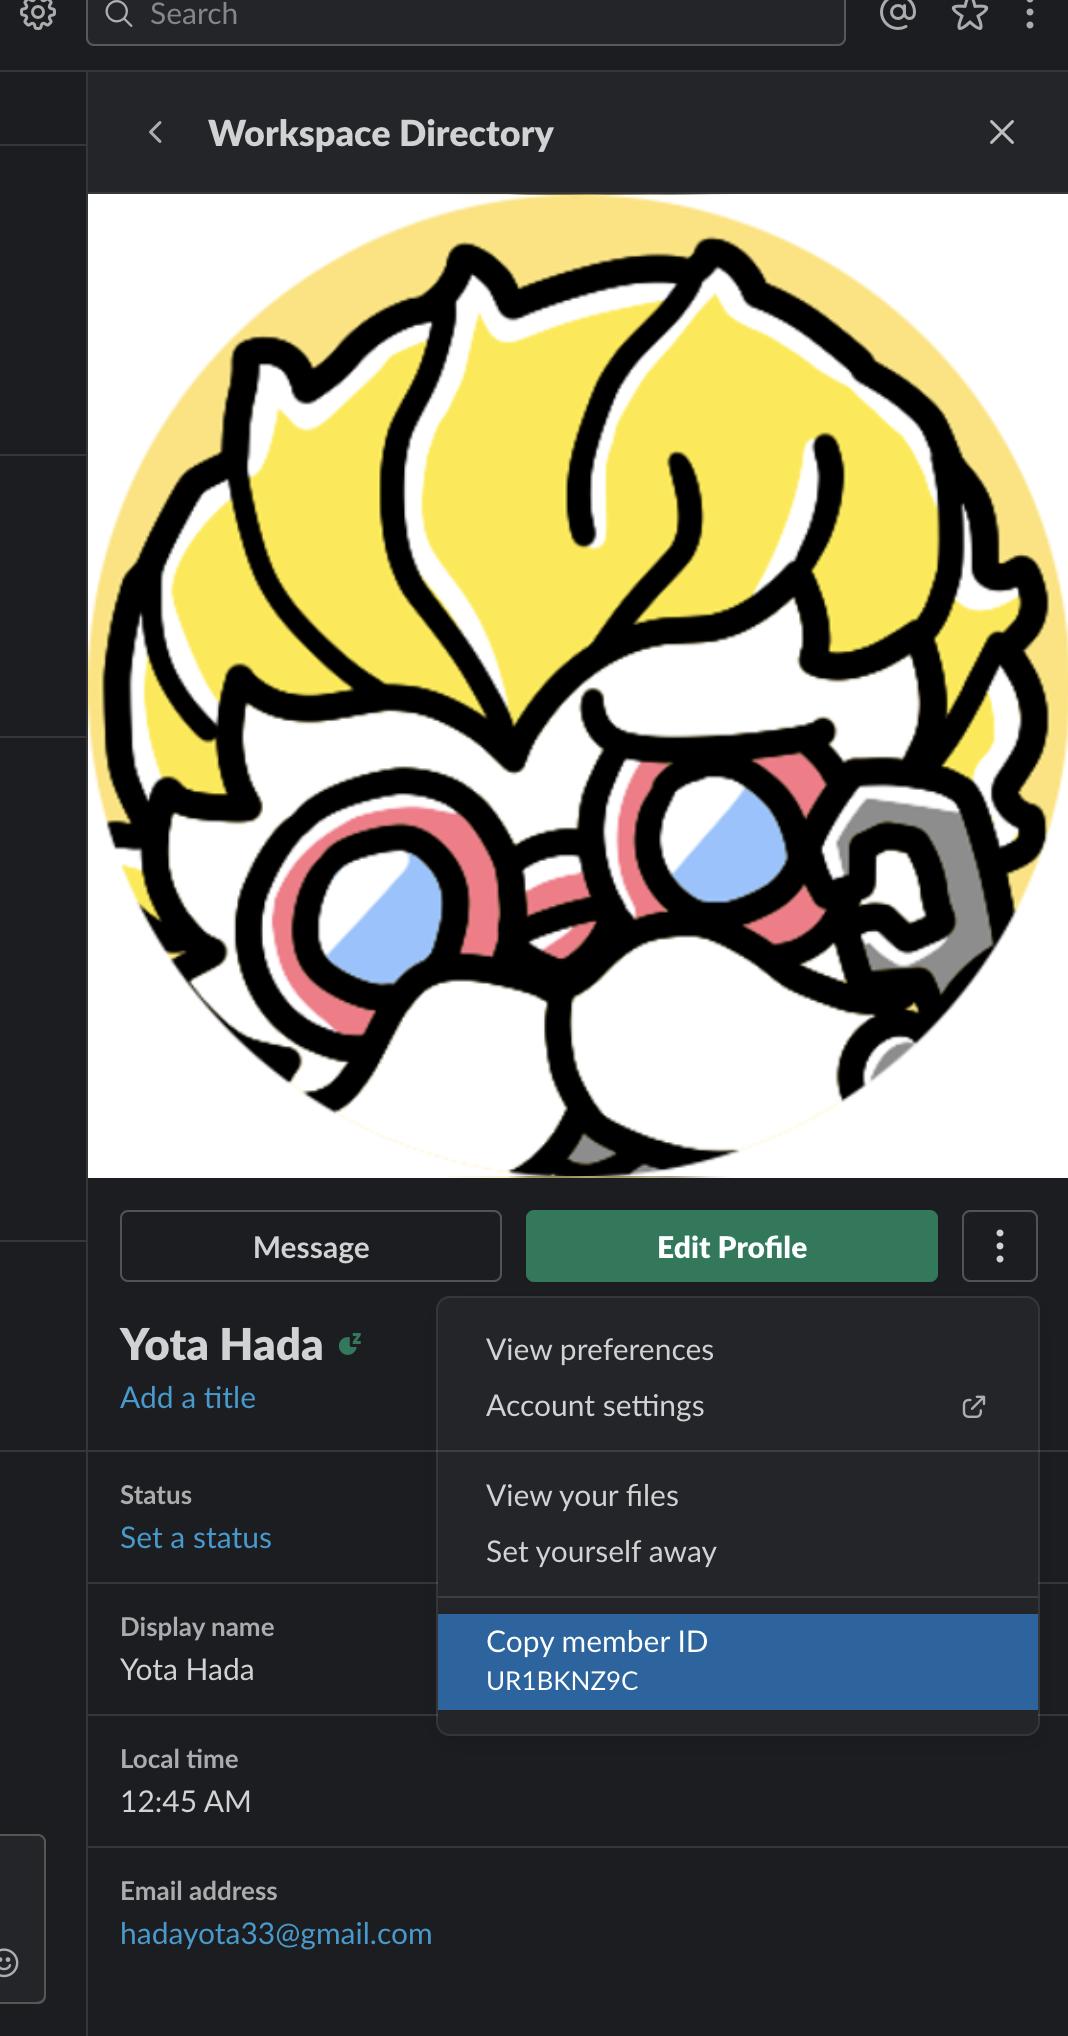 Search
Workspace Directory
Message
Edit Profile
Yota Hada
z
Add a title
View preferences
Account settings
Status
Set a status
View your files
Set yourself away
Display name
Yota Hada
Copy member ID
UR1BKNZ9C
Local time
12:45 AM
Email address
hadayota33@gmail.com